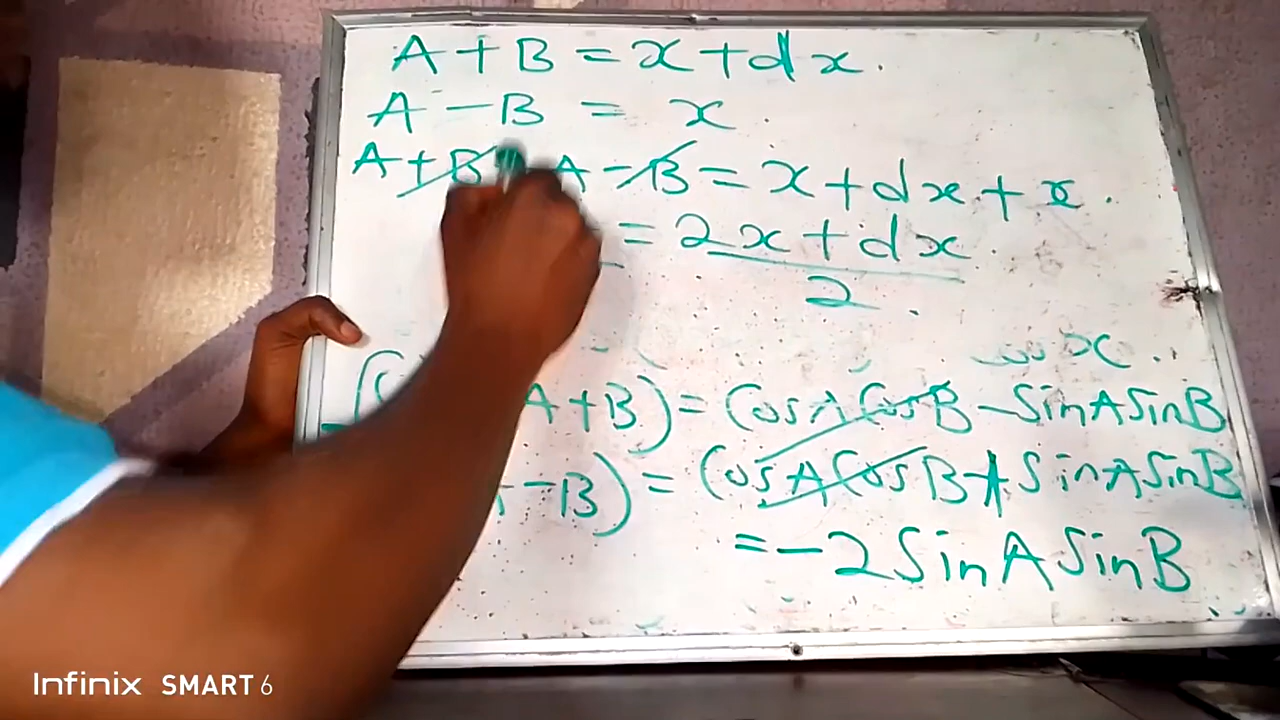 A + B = x + dx.
A - B = x.
A + B A - B = x + dx + x.
= 2x + dx.
2.
x.
A + B) = Cos A Cos B - Sin A Sin B
- B) = Cos A Cos B + Sin A Sin B
= - 2 Sin A Sin B
Infinix SMART 6